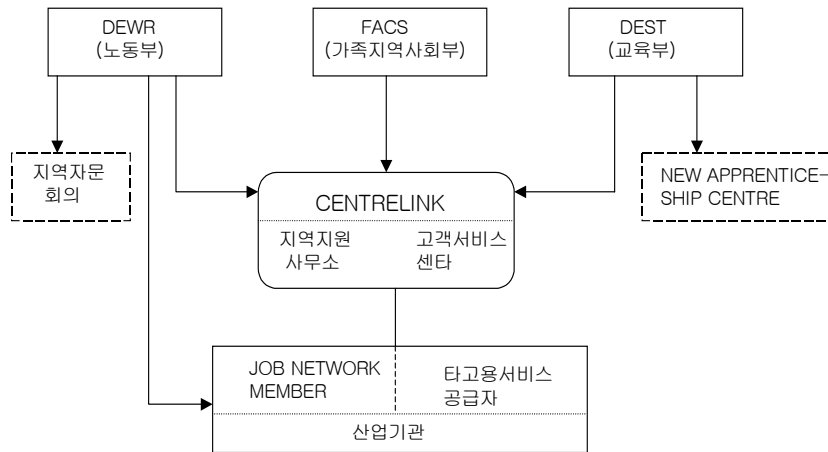 DEWR
(노동부)
FACS
(가족지역사회부)
DEST
(교육부)
지역자문
회의
NEW APPRENTICE-
SHIP CENTRE
CENTRELINK
지역지원
사무소
고객서비스
센타
JOB NETWORK
MEMBER
타고용서비스
공급자
산업기관